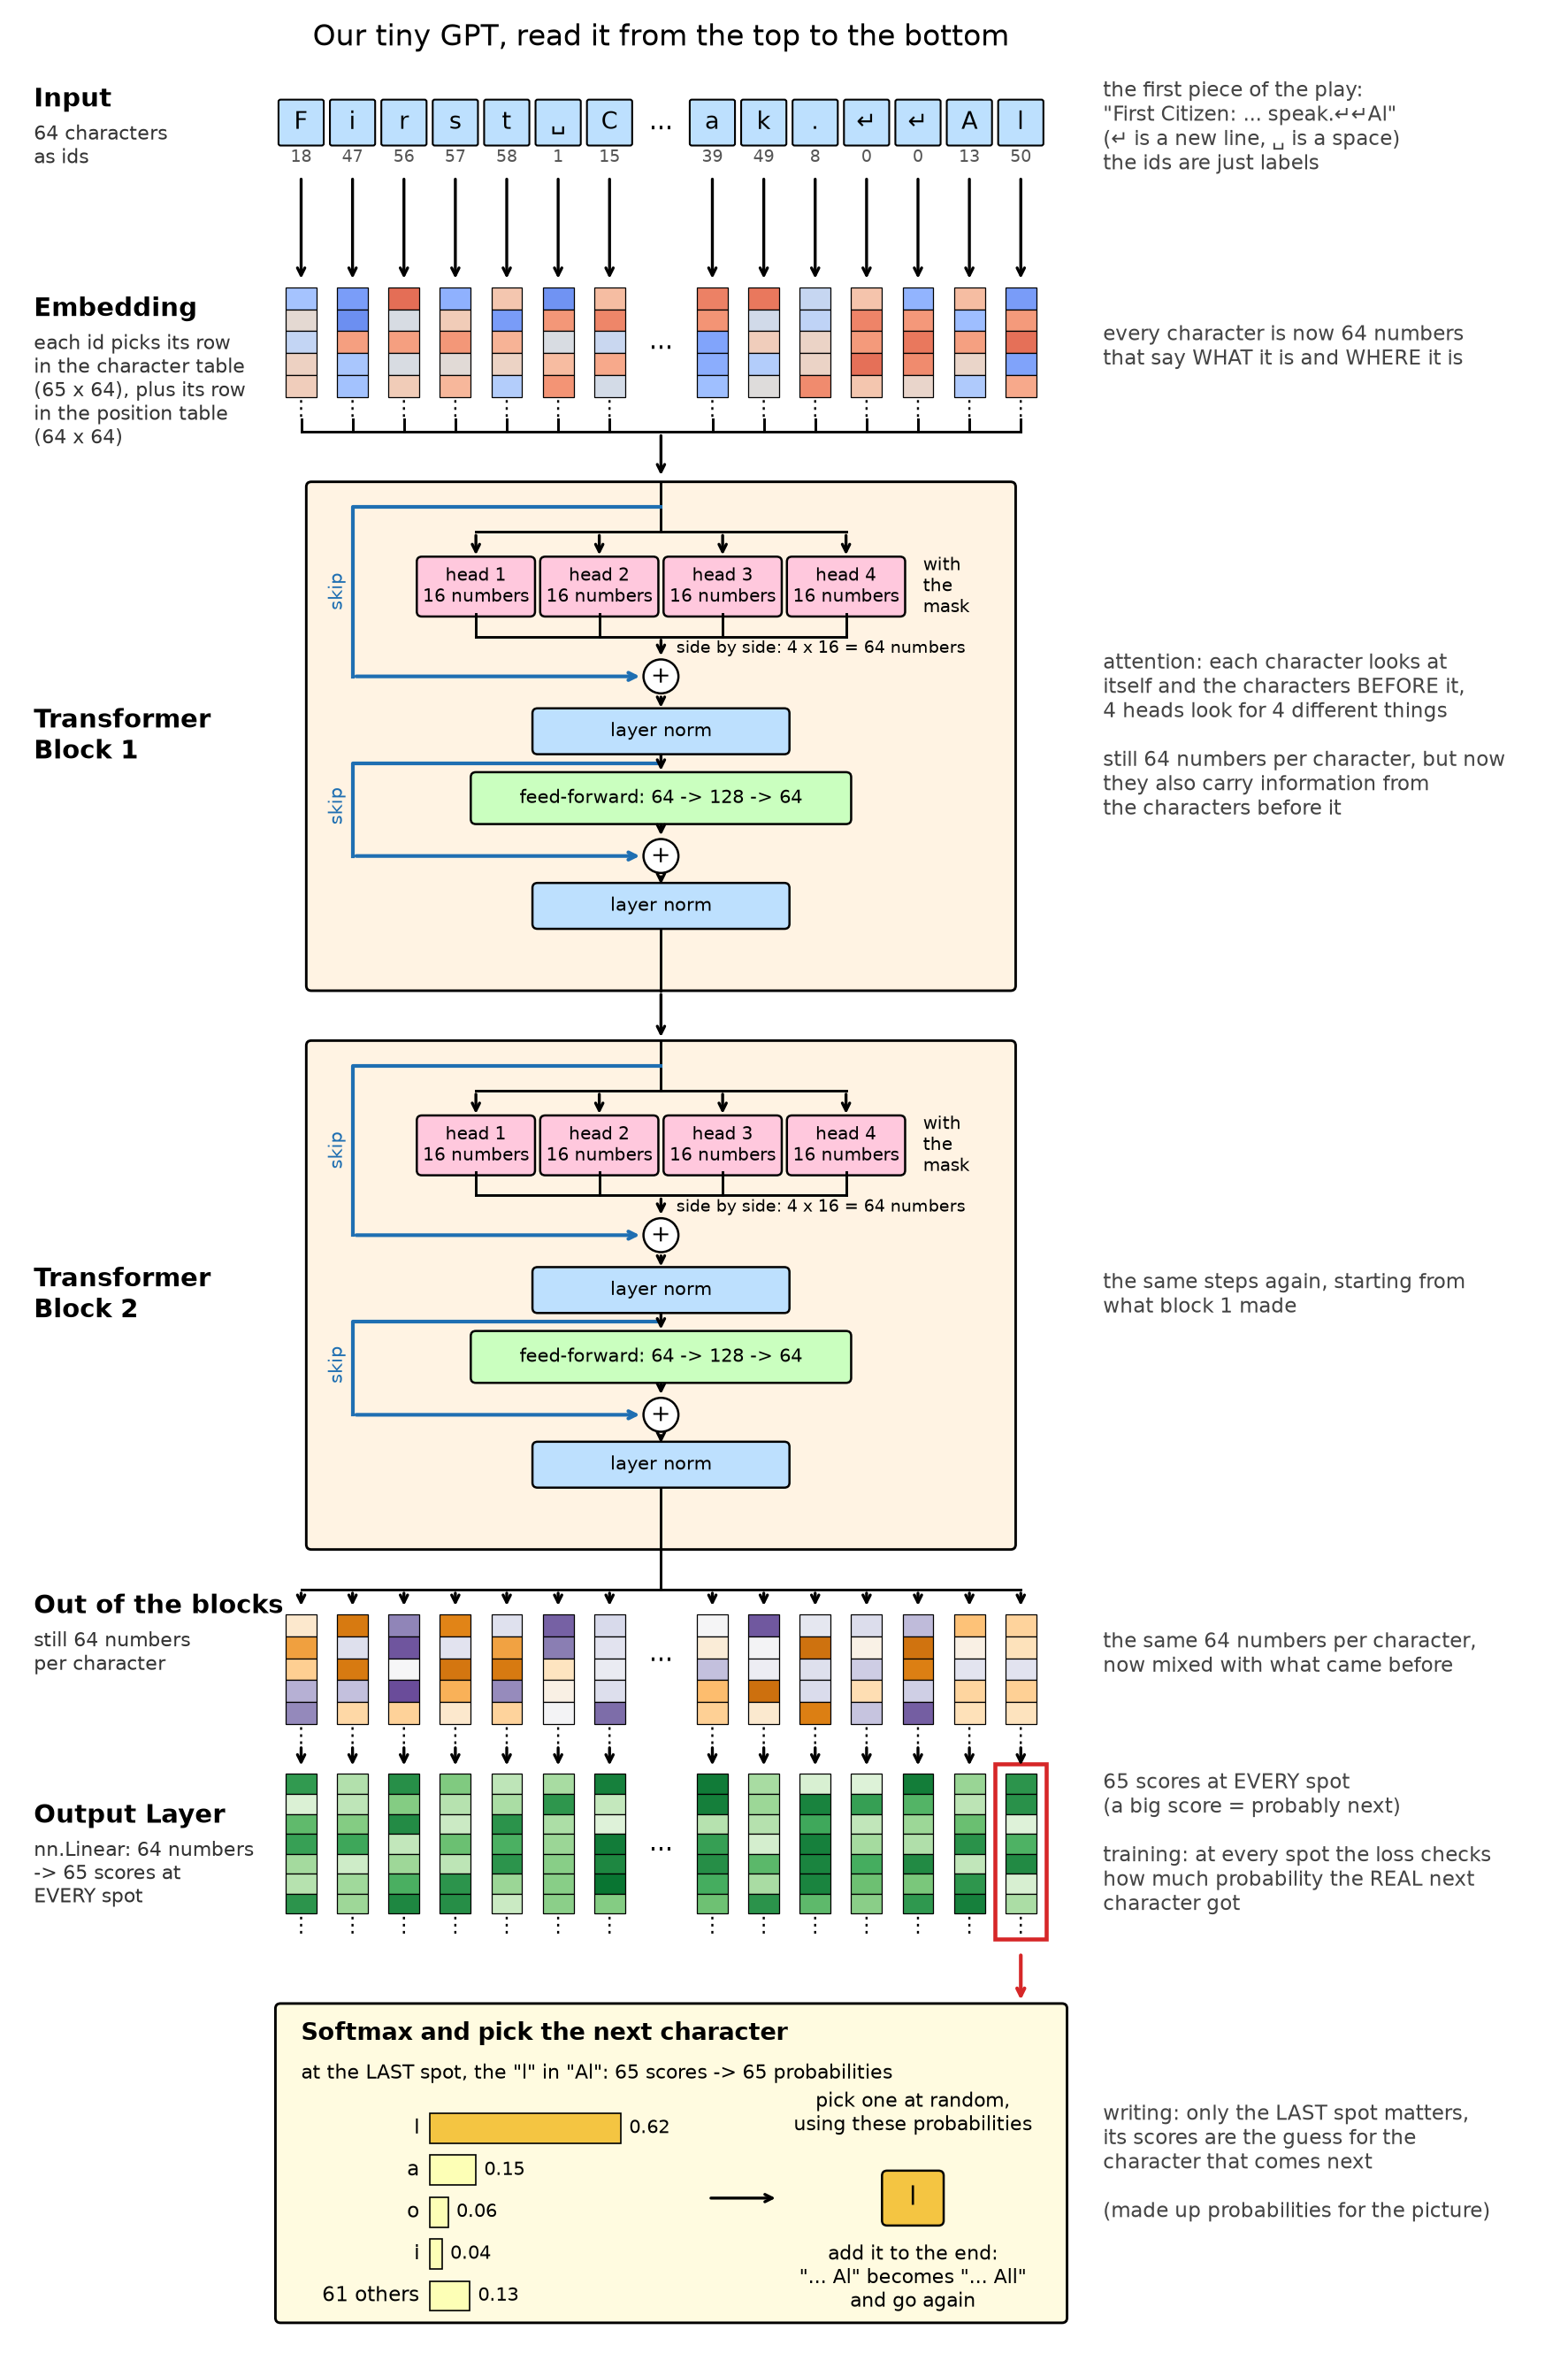 Our tiny GPT, read it from the top to the bottom
Input
64 characters
as ids
F i r s t ␣ C ... a k . ↵ ↵ A l
18 47 56 57 58 1 15 39 49 8 0 0 13 50
the first piece of the play:
"First Citizen: ... speak.↵↵Al"
(↵ is a new line, ␣ is a space)
the ids are just labels
Embedding
each id picks its row
in the character table
(65 x 64), plus its row
in the position table
(64 x 64)
...
every character is now 64 numbers
that say WHAT it is and WHERE it is
Transformer
Block 1
skip
head 1
16 numbers
head 2
16 numbers
head 3
16 numbers
head 4
16 numbers
with
the
mask
side by side: 4 x 16 = 64 numbers
+
layer norm
skip
feed-forward: 64 -> 128 -> 64
+
layer norm
attention: each character looks at
itself and the characters BEFORE it,
4 heads look for 4 different things
still 64 numbers per character, but now
they also carry information from
the characters before it
Transformer
Block 2
skip
head 1
16 numbers
head 2
16 numbers
head 3
16 numbers
head 4
16 numbers
with
the
mask
side by side: 4 x 16 = 64 numbers
+
layer norm
skip
feed-forward: 64 -> 128 -> 64
+
layer norm
the same steps again, starting from
what block 1 made
Out of the blocks
still 64 numbers
per character
...
the same 64 numbers per character,
now mixed with what came before
Output Layer
nn.Linear: 64 numbers
-> 65 scores at
EVERY spot
...
65 scores at EVERY spot
(a big score = probably next)
training: at every spot the loss checks
how much probability the REAL next
character got
Softmax and pick the next character
at the LAST spot, the "l" in "Al": 65 scores -> 65 probabilities
l 0.62
a 0.15
o 0.06
i 0.04
61 others 0.13
pick one at random,
using these probabilities
l
add it to the end:
"... Al" becomes "... All"
and go again
writing: only the LAST spot matters,
its scores are the guess for the
character that comes next
(made up probabilities for the picture)